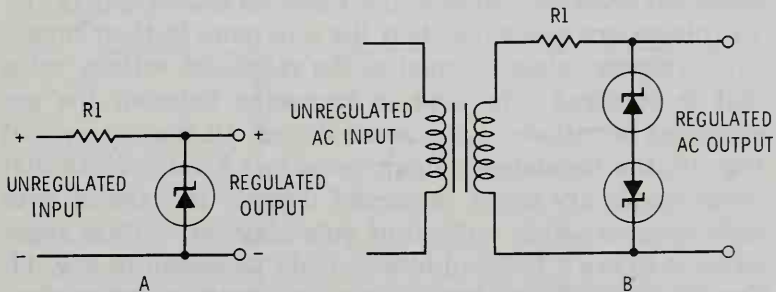 R1
UNREGULATED
AC INPUT
REGULATED
AC OUTPUT
B
R1
+
+
UNREGULATED
INPUT
REGULATED
OUTPUT
-
-
A